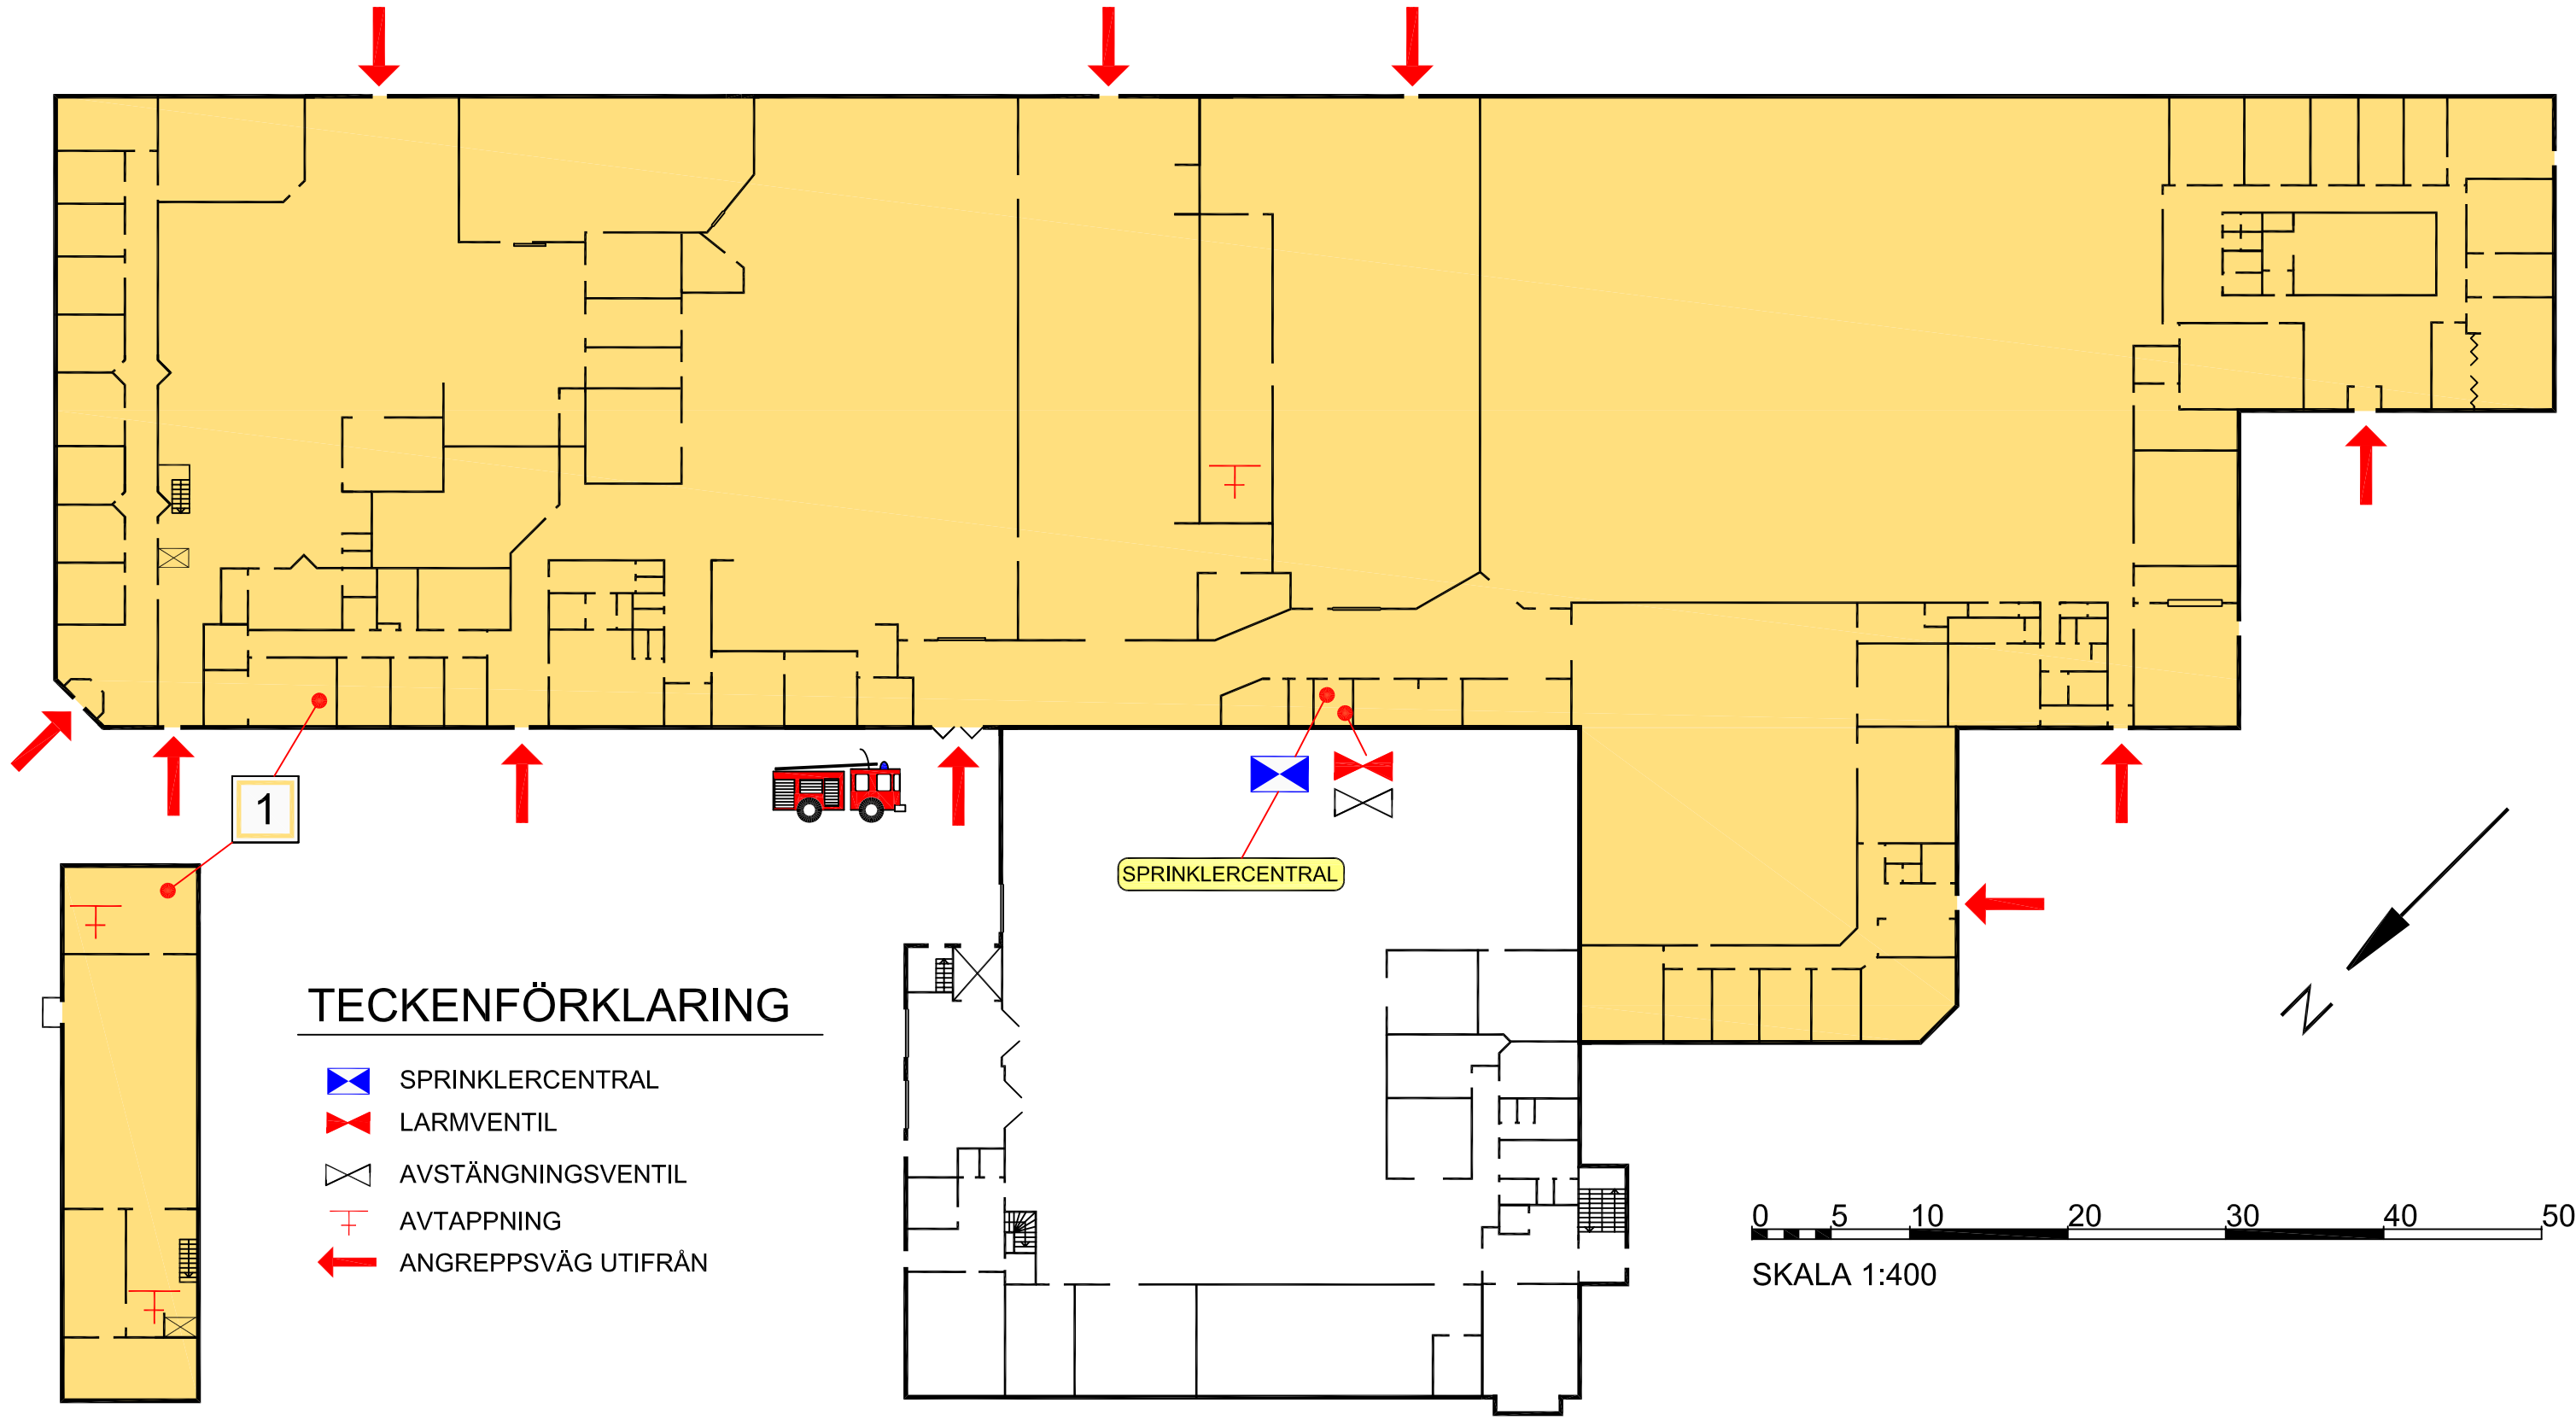 1
SPRINKLERCENTRAL
TECKENFÖRKLARING
SPRINKLERCENTRAL
LARMVENTIL
AVSTÄNGNINGSVENTIL
AVTAPPNING
ANGREPPSVÄG UTIFRÅN
N
0 5 10 20 30 40 50
SKALA 1:400